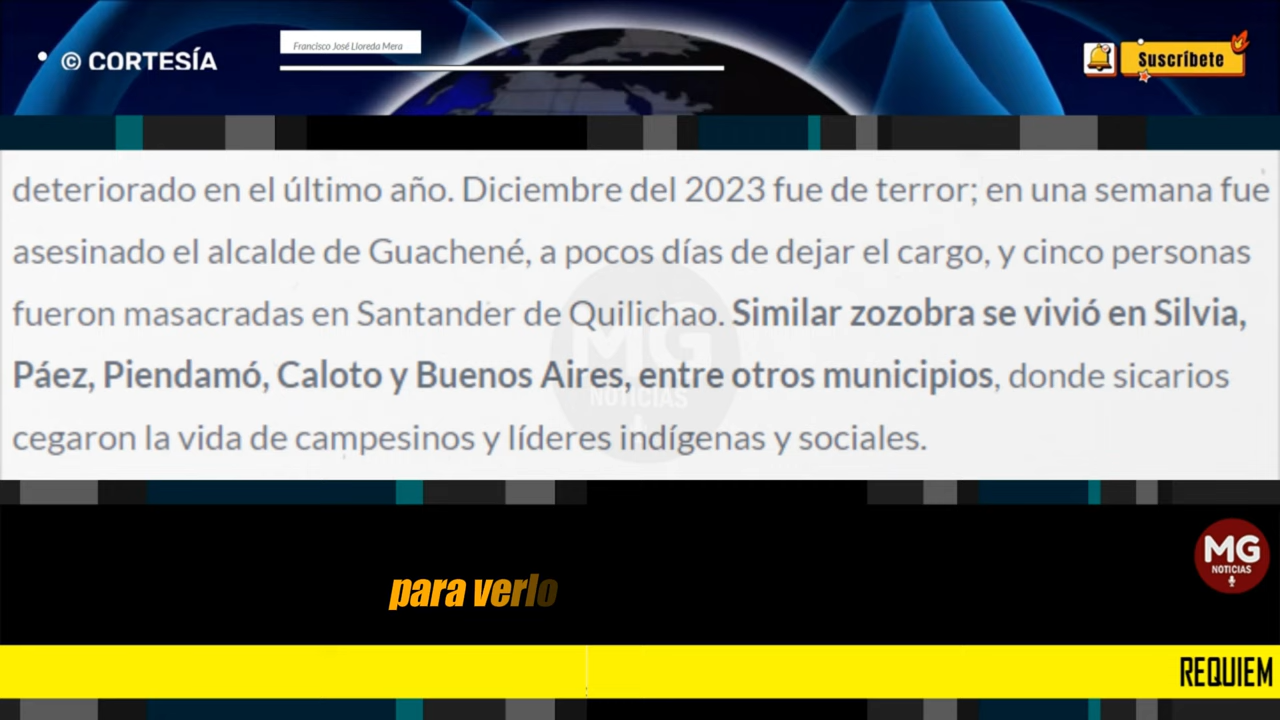 © CORTESÍA
Francisco José Lloreda Mera
Suscríbete
deteriorado en el último año. Diciembre del 2023 fue de terror; en una semana fue
asesinado el alcalde de Guachené, a pocos días de dejar el cargo, y cinco personas
fueron masacradas en Santander de Quilichao. Similar zozobra se vivió en Silvia,
Páez, Piendamó, Caloto y Buenos Aires, entre otros municipios, donde sicarios
cegaron la vida de campesinos y líderes indígenas y sociales.
MG
NOTICIAS
MG
NOTICIAS
para verlo
REQUIEM